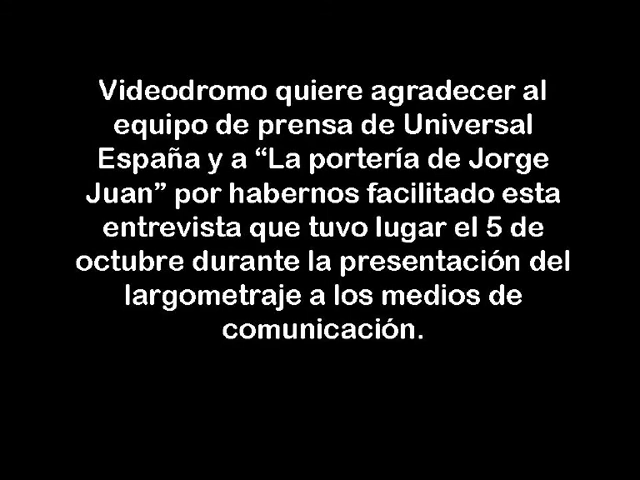 Videodromo quiere agradecer al
equipo de prensa de Universal
España y a “La portería de Jorge
Juan” por habernos facilitado esta
entrevista que tuvo lugar el 5 de
octubre durante la presentación del
largometraje a los medios de
comunicación.